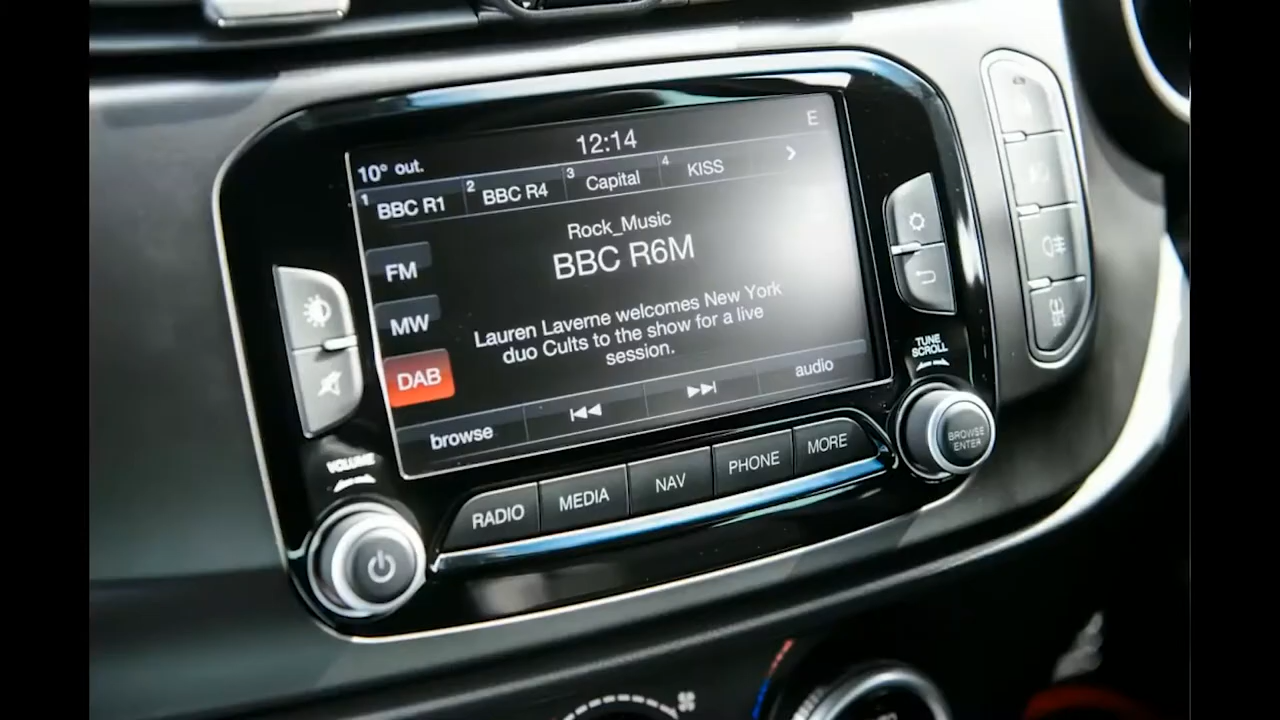 12:14
E
10° out.
1 BBC R1
2 BBC R4
3 Capital
4 KISS
Rock_Music
BBC R6M
FM
MW
DAB
Lauren Laverne welcomes New York
duo Cults to the show for a live
session.
browse
audio
VOLUME
TUNE
SCROLL
BROWSE
ENTER
RADIO
MEDIA
NAV
PHONE
MORE